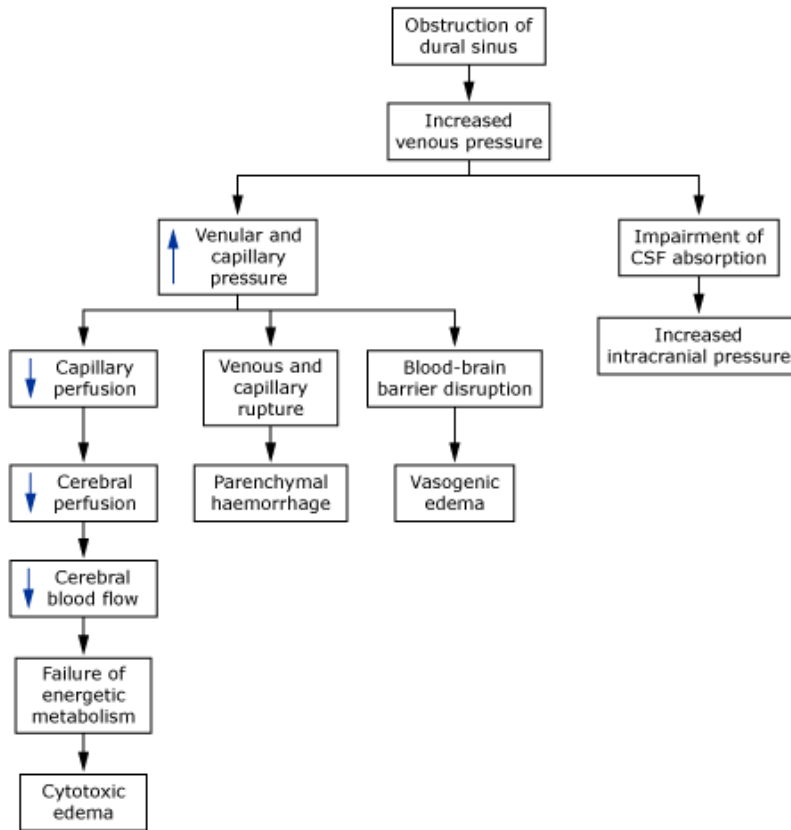 Obstruction of
dural sinus
Increased
venous pressure
Venular and
capillary
pressure
Impairment of
CSF absorption
Increased
intracranial pressure
Capillary
perfusion
Venous and
capillary
rupture
Blood-brain
barrier disruption
Cerebral
perfusion
Parenchymal
haemorrhage
Vasogenic
edema
Cerebral
blood flow
Failure of
energetic
metabolism
Cytotoxic
edema